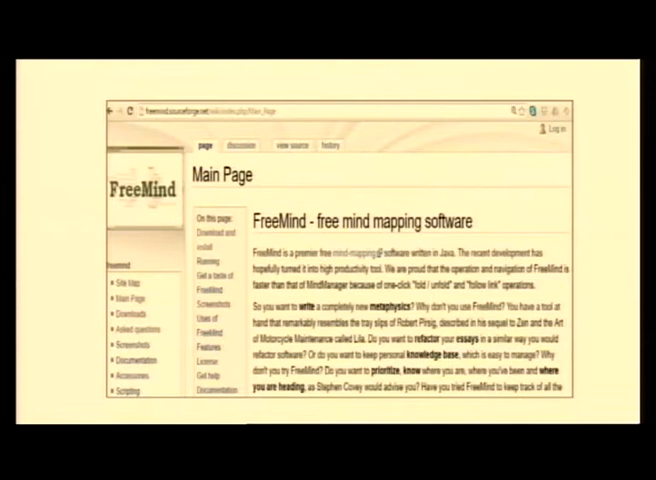 freemind.sourceforge.net/wiki/index.php/Main_Page
Log in
page discussion view source history
FreeMind
Main Page
freemind
Site Map
Main Page
Downloads
Asked questions
Screenshots
Documentation
Accessories
Scripting
On this page:
Download and
install
Running
Get a taste of
FreeMind
Screenshots
Uses of
FreeMind
Features
License
Get help
Documentation
FreeMind - free mind mapping software
FreeMind is a premier free mind-mapping software written in Java. The recent development has
hopefully turned it into high productivity tool. We are proud that the operation and navigation of FreeMind is
faster than that of MindManager because of one-click "fold / unfold" and "follow link" operations.
So you want to write a completely new metaphysics? Why don't you use FreeMind? You have a tool at
hand that remarkably resembles the tray slips of Robert Pirsig, described in his sequel to Zen and the Art
of Motorcycle Maintenance called Lila. Do you want to refactor your essays in a similar way you would
refactor software? Or do you want to keep personal knowledge base, which is easy to manage? Why
don't you try FreeMind? Do you want to prioritize, know where you are, where you've been and where
you are heading, as Stephen Covey would advise you? Have you tried FreeMind to keep track of all the